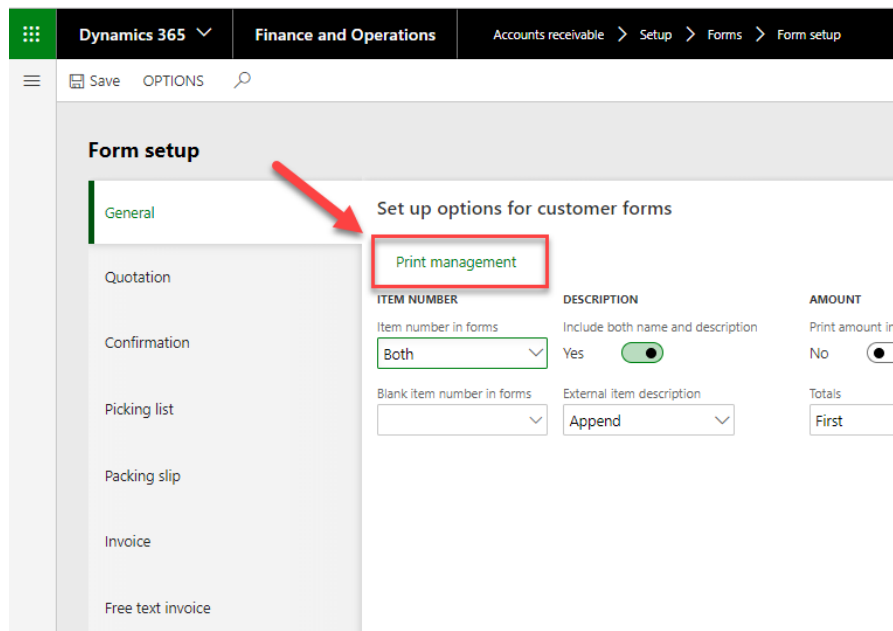 Dynamics 365
Finance and Operations
Accounts receivable > Setup > Forms > Form setup
Save OPTIONS
Form setup
General
Quotation
Confirmation
Picking list
Packing slip
Invoice
Free text invoice
Set up options for customer forms
Print management
ITEM NUMBER
Item number in forms
Both
Blank item number in forms
DESCRIPTION
Include both name and description
Yes
External item description
Append
AMOUNT
Print amount in
No
Totals
First